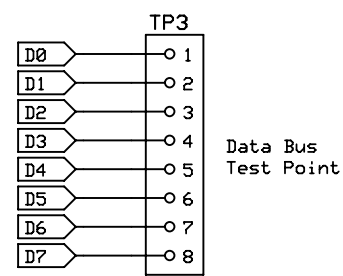 TP3
D0 1
D1 2
D2 3
D3 4
D4 5
D5 6
D6 7
D7 8
Data Bus
Test Point